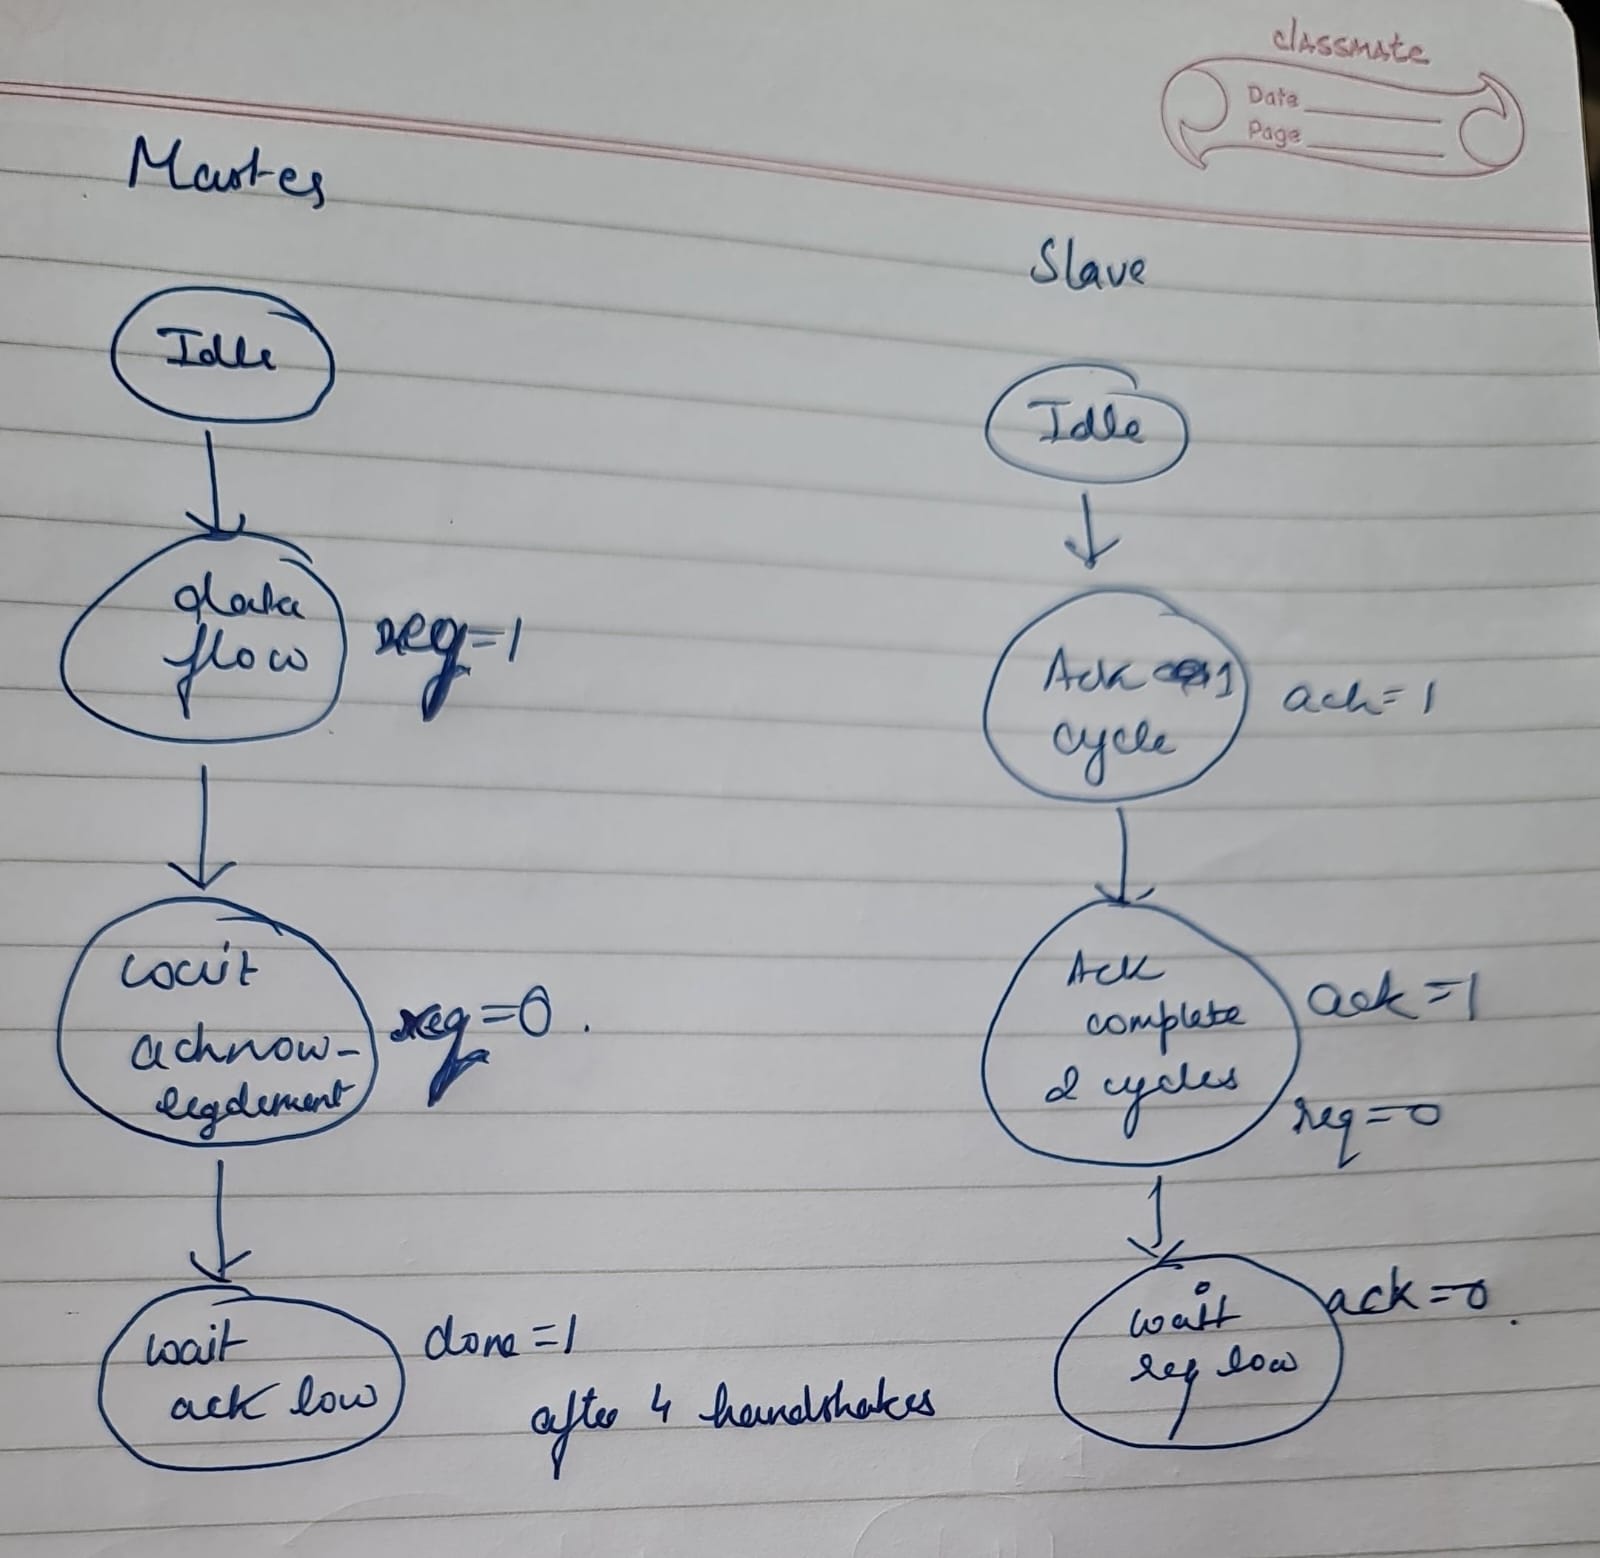 classmate
Date
Page
Master
Idle
data
flow
req=1
wait
acknow-
legdement
req=0.
wait
ack low
done=1
after 4 handshakes
Slave
Idle
Ack 1
cycle
ack=1
Ack
complete
2 cycles
ack=1
req=0
wait
req low
ack=0.